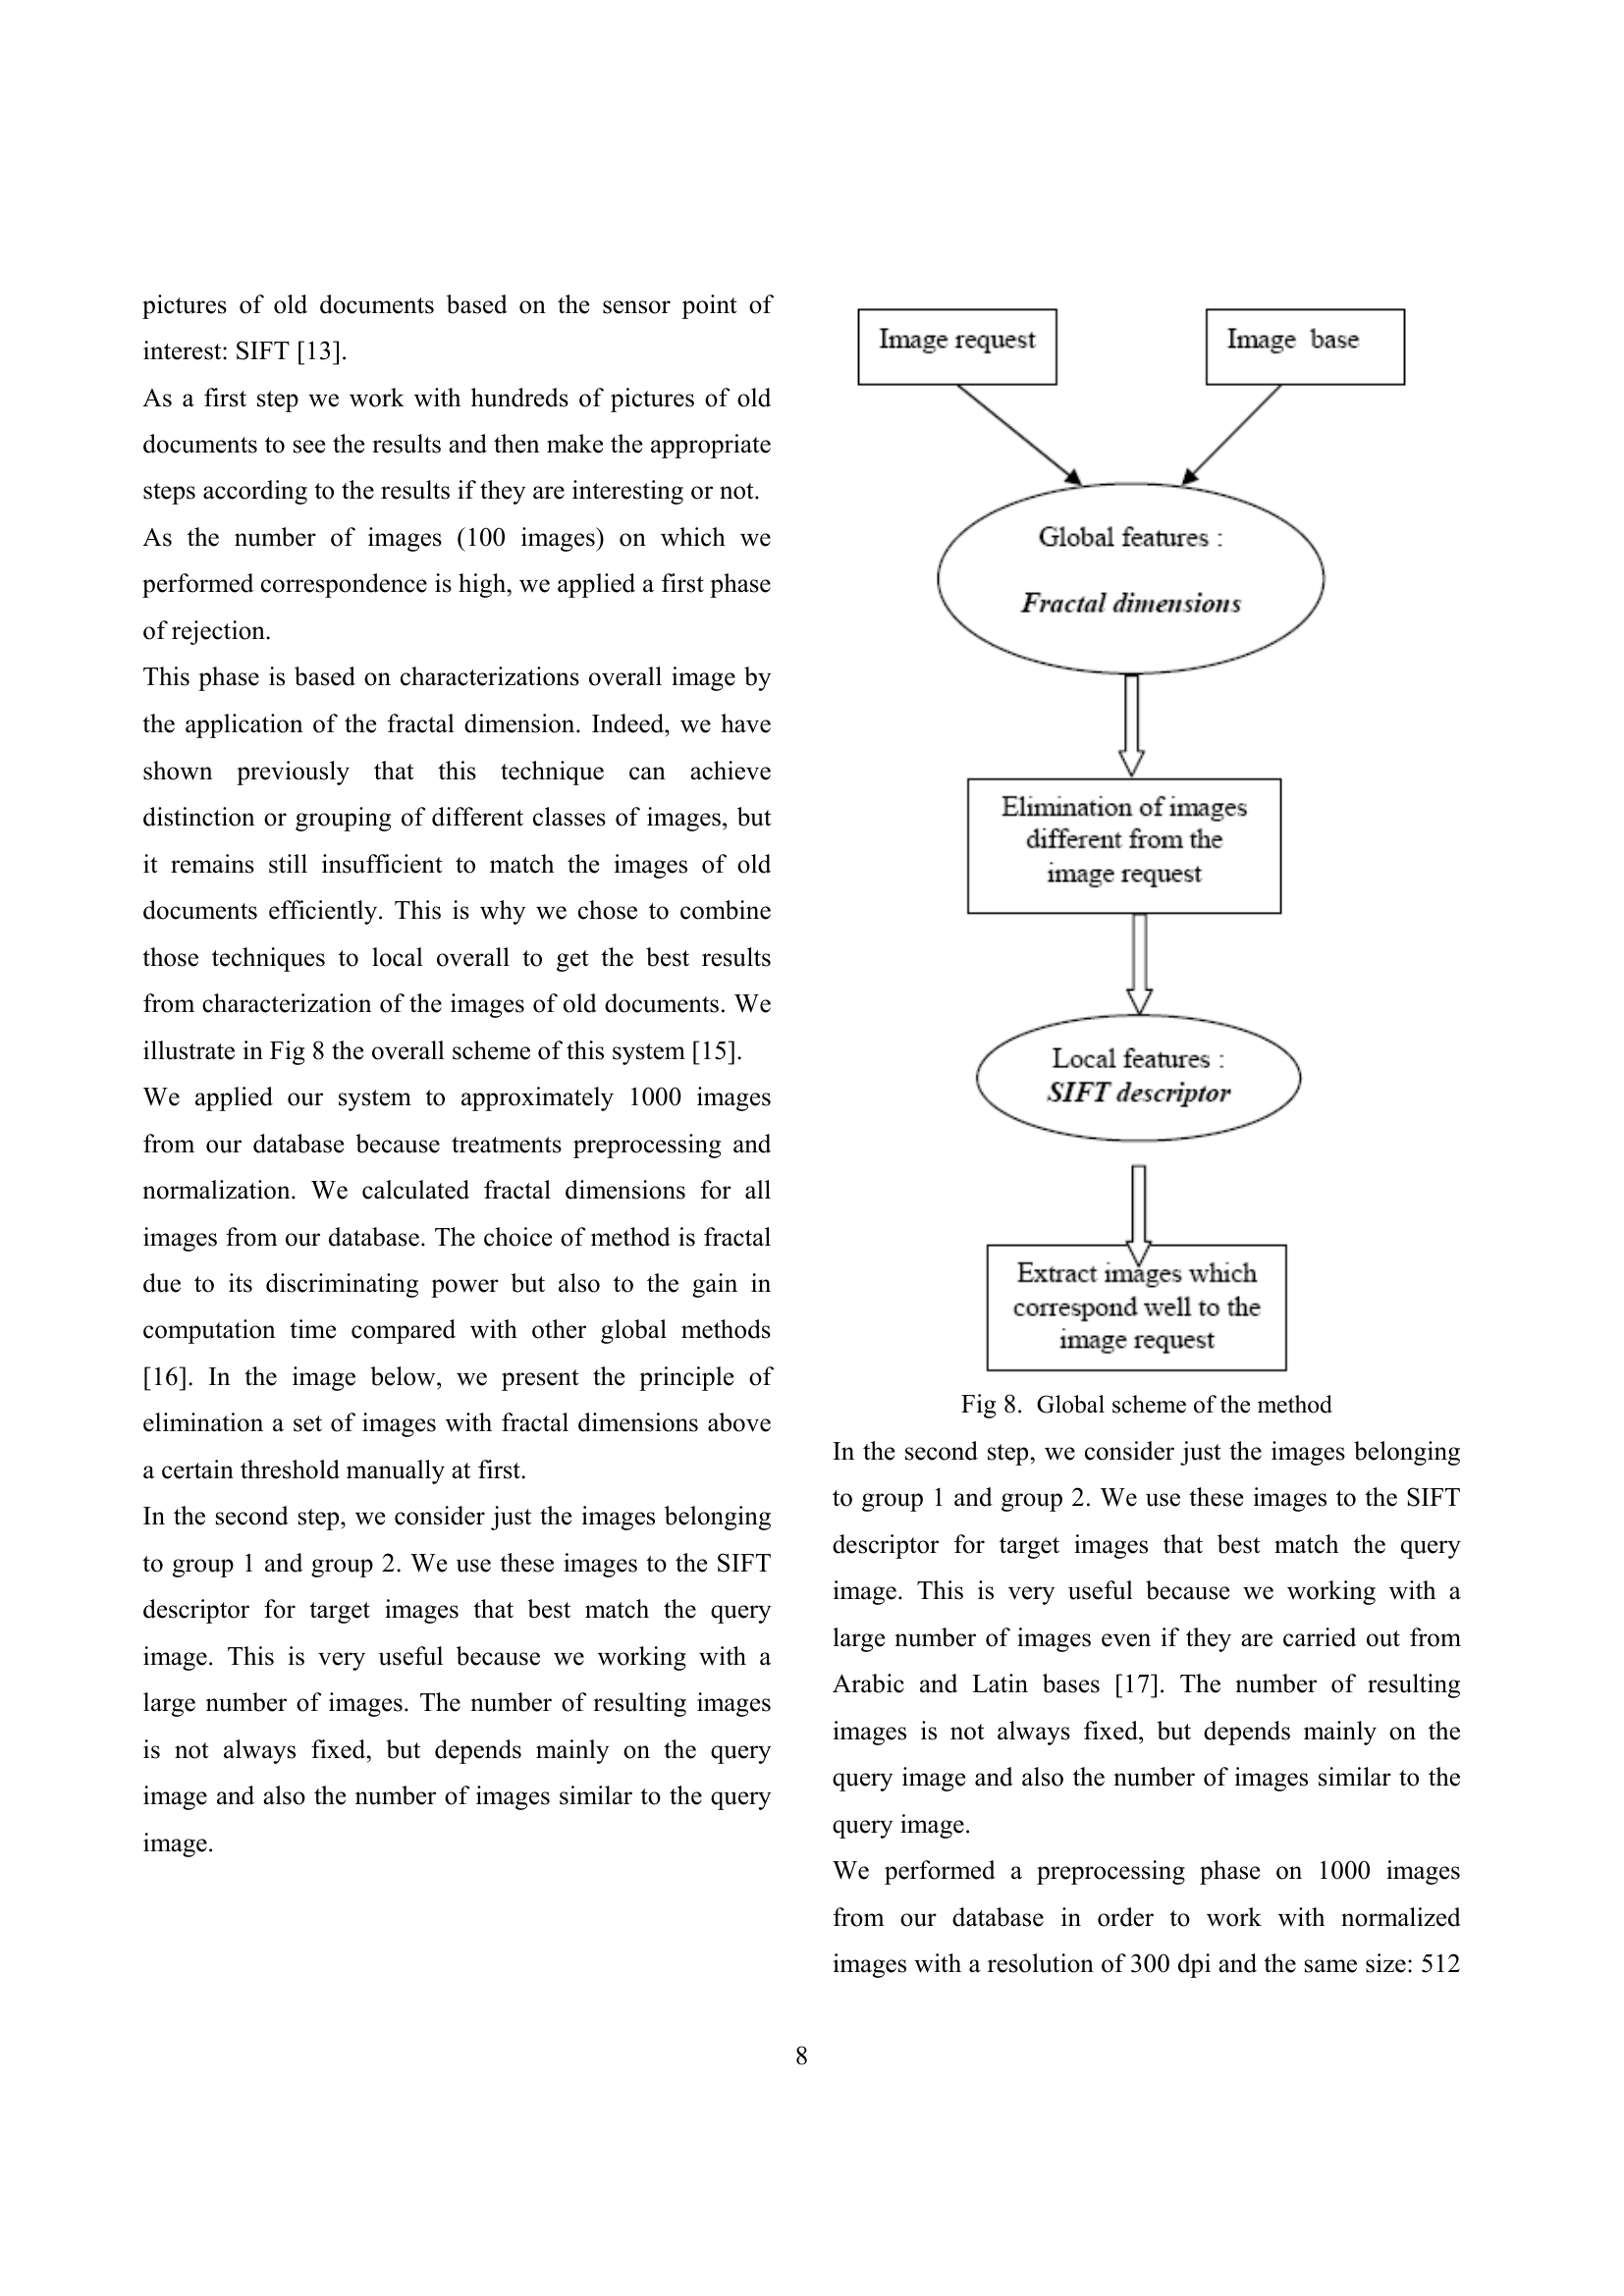 pictures of old documents based on the sensor point of
interest: SIFT [13].
As a first step we work with hundreds of pictures of old
documents to see the results and then make the appropriate
steps according to the results if they are interesting or not.
As the number of images (100 images) on which we
performed correspondence is high, we applied a first phase
of rejection.
This phase is based on characterizations overall image by
the application of the fractal dimension. Indeed, we have
shown previously that this technique can achieve
distinction or grouping of different classes of images, but
it remains still insufficient to match the images of old
documents efficiently. This is why we chose to combine
those techniques to local overall to get the best results
from characterization of the images of old documents. We
illustrate in Fig 8 the overall scheme of this system [15].
We applied our system to approximately 1000 images
from our database because treatments preprocessing and
normalization. We calculated fractal dimensions for all
images from our database. The choice of method is fractal
due to its discriminating power but also to the gain in
computation time compared with other global methods
[16]. In the image below, we present the principle of
elimination a set of images with fractal dimensions above
a certain threshold manually at first.
In the second step, we consider just the images belonging
to group 1 and group 2. We use these images to the SIFT
descriptor for target images that best match the query
image. This is very useful because we working with a
large number of images. The number of resulting images
is not always fixed, but depends mainly on the query
image and also the number of images similar to the query
image.
Image request
Image base
Global features :
Fractal dimensions
Elimination of images
different from the
image request
Local features :
SIFT descriptor
Extract images which
correspond well to the
image request
Fig 8. Global scheme of the method
In the second step, we consider just the images belonging
to group 1 and group 2. We use these images to the SIFT
descriptor for target images that best match the query
image. This is very useful because we working with a
large number of images even if they are carried out from
Arabic and Latin bases [17]. The number of resulting
images is not always fixed, but depends mainly on the
query image and also the number of images similar to the
query image.
We performed a preprocessing phase on 1000 images
from our database in order to work with normalized
images with a resolution of 300 dpi and the same size: 512
8